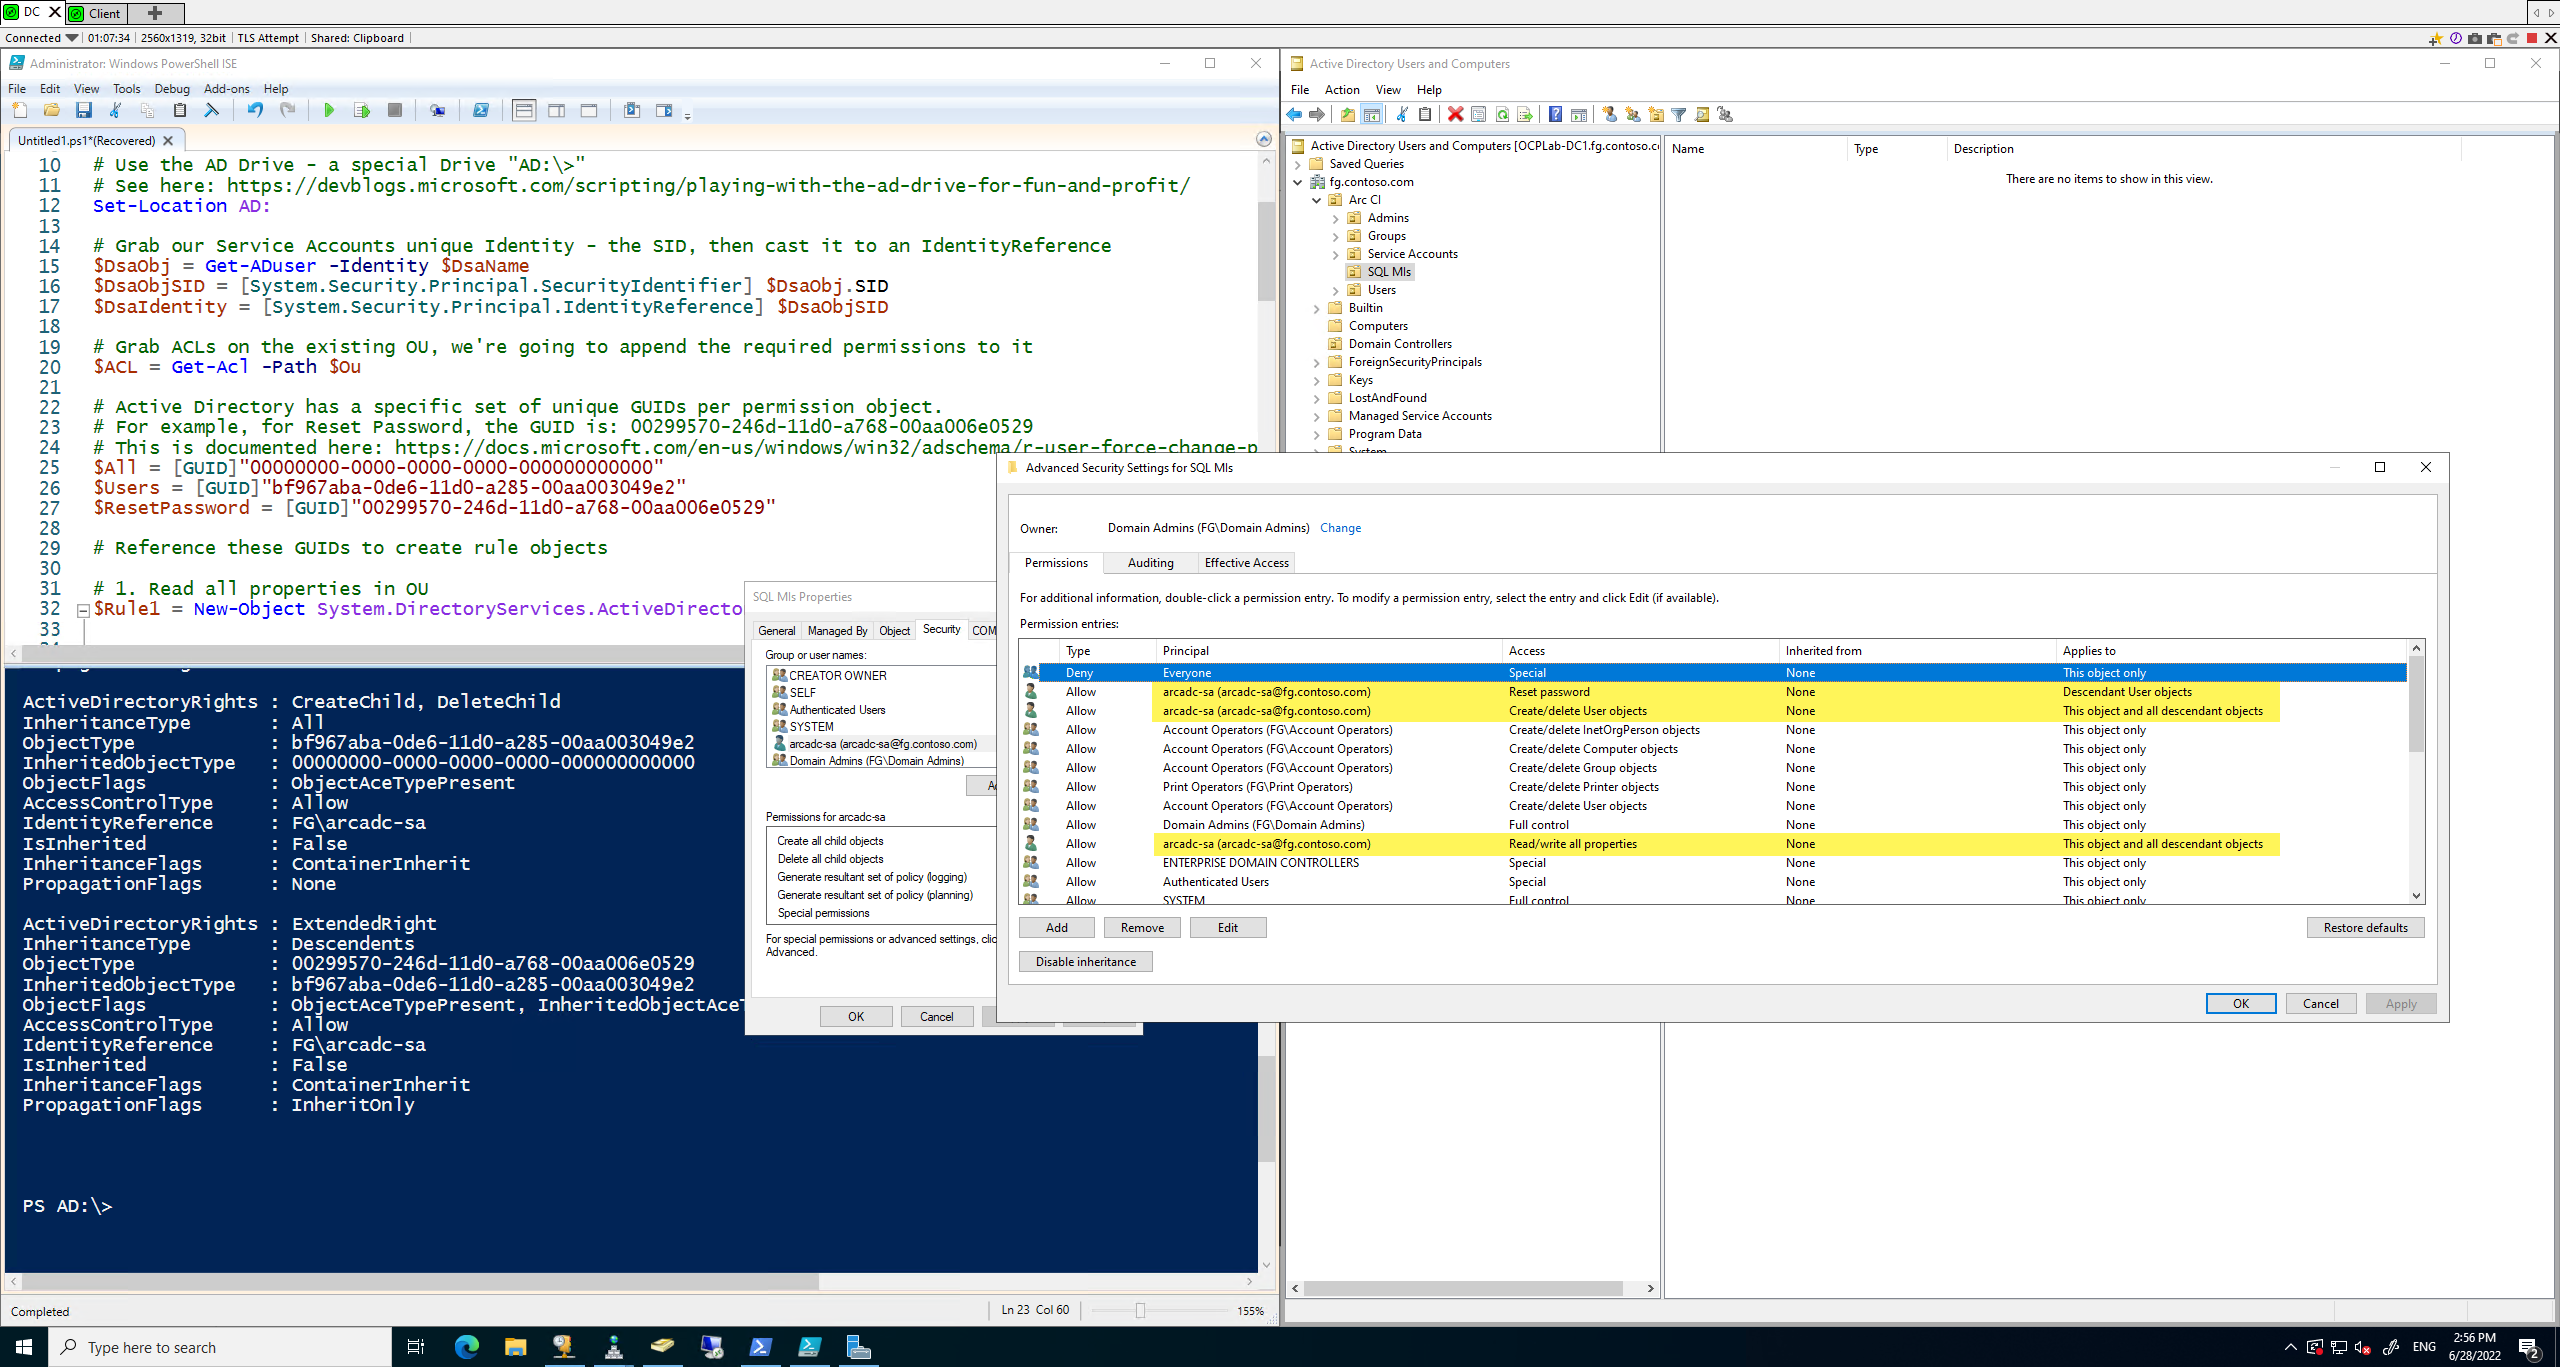 DC
Client
Connected
01:07:34
2560x1319, 32bit
TLS Attempt
Shared: Clipboard
Administrator: Windows PowerShell ISE
File Edit View Tools Debug Add-ons Help
Untitled1.ps1*(Recovered)
10 # Use the AD Drive - a special Drive "AD:\>"
11 # See here: https://devblogs.microsoft.com/scripting/playing-with-the-ad-drive-for-fun-and-profit/
12 Set-Location AD:
13
14 # Grab our Service Accounts unique Identity - the SID, then cast it to an IdentityReference
15 $DsaObj = Get-ADuser -Identity $DsaName
16 $DsaObjSID = [System.Security.Principal.SecurityIdentifier] $DsaObj.SID
17 $DsaIdentity = [System.Security.Principal.IdentityReference] $DsaObjSID
18
19 # Grab ACLs on the existing OU, we're going to append the required permissions to it
20 $ACL = Get-Acl -Path $Ou
21
22 # Active Directory has a specific set of unique GUIDs per permission object.
23 # For example, for Reset Password, the GUID is: 00299570-246d-11d0-a768-00aa006e0529
24 # This is documented here: https://docs.microsoft.com/en-us/windows/win32/adschema/r-user-force-change-p
25 $All = [GUID]"00000000-0000-0000-0000-000000000000"
26 $Users = [GUID]"bf967aba-0de6-11d0-a285-00aa003049e2"
27 $ResetPassword = [GUID]"00299570-246d-11d0-a768-00aa006e0529"
28
29 # Reference these GUIDs to create rule objects
30
31 # 1. Read all properties in OU
32 $Rule1 = New-Object System.DirectoryServices.ActiveDirecto
33
ActiveDirectoryRights : CreateChild, DeleteChild
InheritanceType : All
ObjectType : bf967aba-0de6-11d0-a285-00aa003049e2
InheritedObjectType : 00000000-0000-0000-0000-000000000000
ObjectFlags : ObjectAceTypePresent
AccessControlType : Allow
IdentityReference : FG\arcadc-sa
IsInherited : False
InheritanceFlags : ContainerInherit
PropagationFlags : None
ActiveDirectoryRights : ExtendedRight
InheritanceType : Descendents
ObjectType : 00299570-246d-11d0-a768-00aa006e0529
InheritedObjectType : bf967aba-0de6-11d0-a285-00aa003049e2
ObjectFlags : ObjectAceTypePresent, InheritedObjectAceT
AccessControlType : Allow
IdentityReference : FG\arcadc-sa
IsInherited : False
InheritanceFlags : ContainerInherit
PropagationFlags : InheritOnly
PS AD:\>
Completed
Ln 23 Col 60
155%
Active Directory Users and Computers
File Action View Help
Active Directory Users and Computers [OCPLab-DC1.fg.contoso.c
Saved Queries
fg.contoso.com
Arc CI
Admins
Groups
Service Accounts
SQL MIs
Users
Builtin
Computers
Domain Controllers
ForeignSecurityPrincipals
Keys
LostAndFound
Managed Service Accounts
Program Data
System
Name Type Description
There are no items to show in this view.
SQL MIs Properties
General Managed By Object Security COM
Group or user names:
CREATOR OWNER
SELF
Authenticated Users
SYSTEM
arcadc-sa (arcadc-sa@fg.contoso.com)
Domain Admins (FG\Domain Admins)
Permissions for arcadc-sa
Create all child objects
Delete all child objects
Generate resultant set of policy (logging)
Generate resultant set of policy (planning)
Special permissions
For special permissions or advanced settings, clic
Advanced.
OK Cancel
Advanced Security Settings for SQL MIs
Owner: Domain Admins (FG\Domain Admins) Change
Permissions Auditing Effective Access
For additional information, double-click a permission entry. To modify a permission entry, select the entry and click Edit (if available).
Permission entries:
Type Principal Access Inherited from Applies to
Deny Everyone Special None This object only
Allow arcadc-sa (arcadc-sa@fg.contoso.com) Reset password None Descendant User objects
Allow arcadc-sa (arcadc-sa@fg.contoso.com) Create/delete User objects None This object and all descendant objects
Allow Account Operators (FG\Account Operators) Create/delete InetOrgPerson objects None This object only
Allow Account Operators (FG\Account Operators) Create/delete Computer objects None This object only
Allow Account Operators (FG\Account Operators) Create/delete Group objects None This object only
Allow Print Operators (FG\Print Operators) Create/delete Printer objects None This object only
Allow Account Operators (FG\Account Operators) Create/delete User objects None This object only
Allow Domain Admins (FG\Domain Admins) Full control None This object only
Allow arcadc-sa (arcadc-sa@fg.contoso.com) Read/write all properties None This object and all descendant objects
Allow ENTERPRISE DOMAIN CONTROLLERS Special None This object only
Allow Authenticated Users Special None This object only
Allow SYSTEM Full control None This object only
Add Remove Edit Restore defaults
Disable inheritance
OK Cancel Apply
Type here to search
ENG
2:56 PM
6/28/2022
2